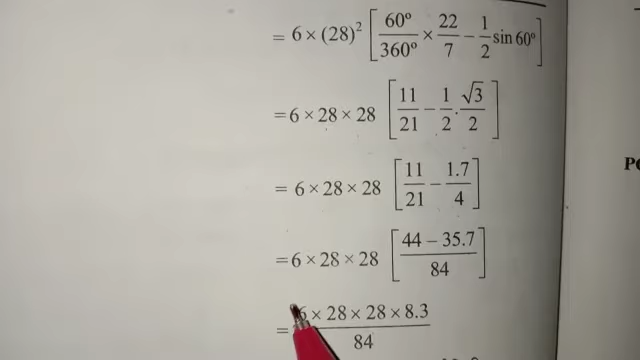 = 6 × (28)² [60°/360° × 22/7 − 1/2 sin 60°]
= 6 × 28 × 28 [11/21 − 1/2 . √3/2]
= 6 × 28 × 28 [11/21 − 1.7/4]
= 6 × 28 × 28 [44 − 35.7/84]
= 6 × 28 × 28 × 8.3/84